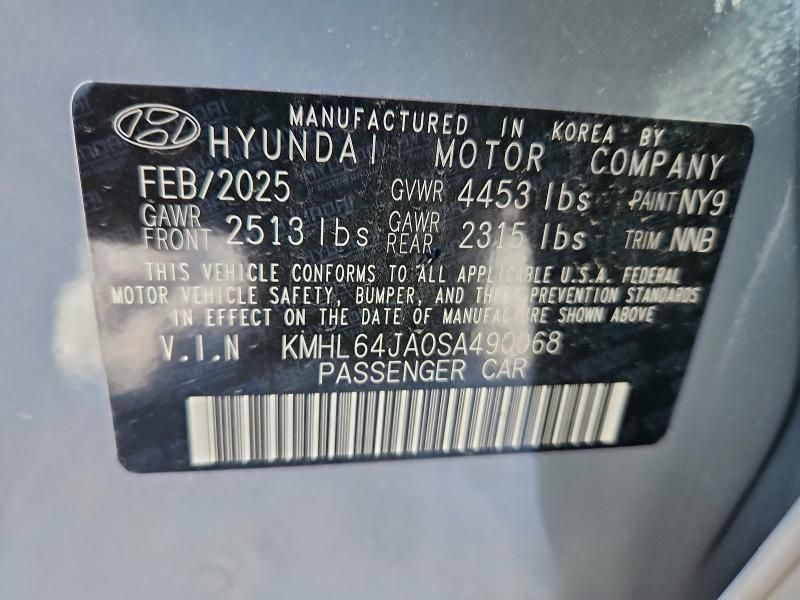 MANUFACTURED IN KOREA BY
HYUNDAI MOTOR COMPANY
FEB/2025 GVWR 4453 lbs PAINT NY9
GAWR FRONT 2513 lbs GAWR REAR 2315 lbs TRIM NNB
THIS VEHICLE CONFORMS TO ALL APPLICABLE U.S.A. FEDERAL
MOTOR VEHICLE SAFETY, BUMPER, AND THEFT PREVENTION STANDARDS
IN EFFECT ON THE DATE OF MANUFACTURE SHOWN ABOVE.
V.I.N KMHL64JA0SA490068
PASSENGER CAR